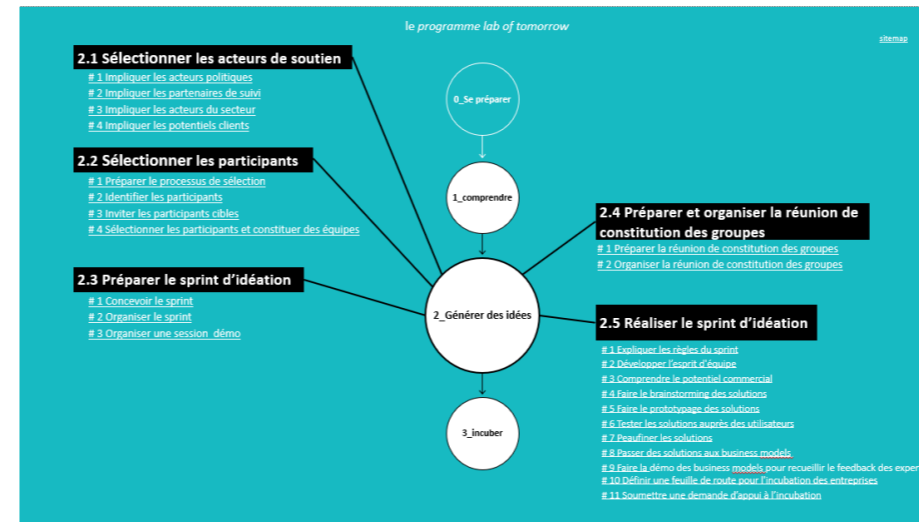 le programme lab of tomorrow
sitemap
2.1 Sélectionner les acteurs de soutien
# 1 Impliquer les acteurs politiques
# 2 Impliquer les partenaires de suivi
# 3 Impliquer les acteurs du secteur
# 4 Impliquer les potentiels clients
2.2 Sélectionner les participants
# 1 Préparer le processus de sélection
# 2 Identifier les participants
# 3 Inviter les participants cibles
# 4 Sélectionner les participants et constituer des équipes
2.3 Préparer le sprint d'idéation
# 1 Concevoir le sprint
# 2 Organiser le sprint
# 3 Organiser une session démo
0_Se préparer
1_comprendre
2_Générer des idées
3_incuber
2.4 Préparer et organiser la réunion de
constitution des groupes
# 1 Préparer la réunion de constitution des groupes
# 2 Organiser la réunion de constitution des groupes
2.5 Réaliser le sprint d'idéation
# 1 Expliquer les règles du sprint
# 2 Développer l'esprit d'équipe
# 3 Comprendre le potentiel commercial
# 4 Faire le brainstorming des solutions
# 5 Faire le prototypage des solutions
# 6 Tester les solutions auprès des utilisateurs
# 7 Peaufiner les solutions
# 8 Passer des solutions aux business models
# 9 Faire la démo des business models pour recueillir le feedback des exper
# 10 Définir une feuille de route pour l'incubation des entreprises
# 11 Soumettre une demande d'appui à l'incubation